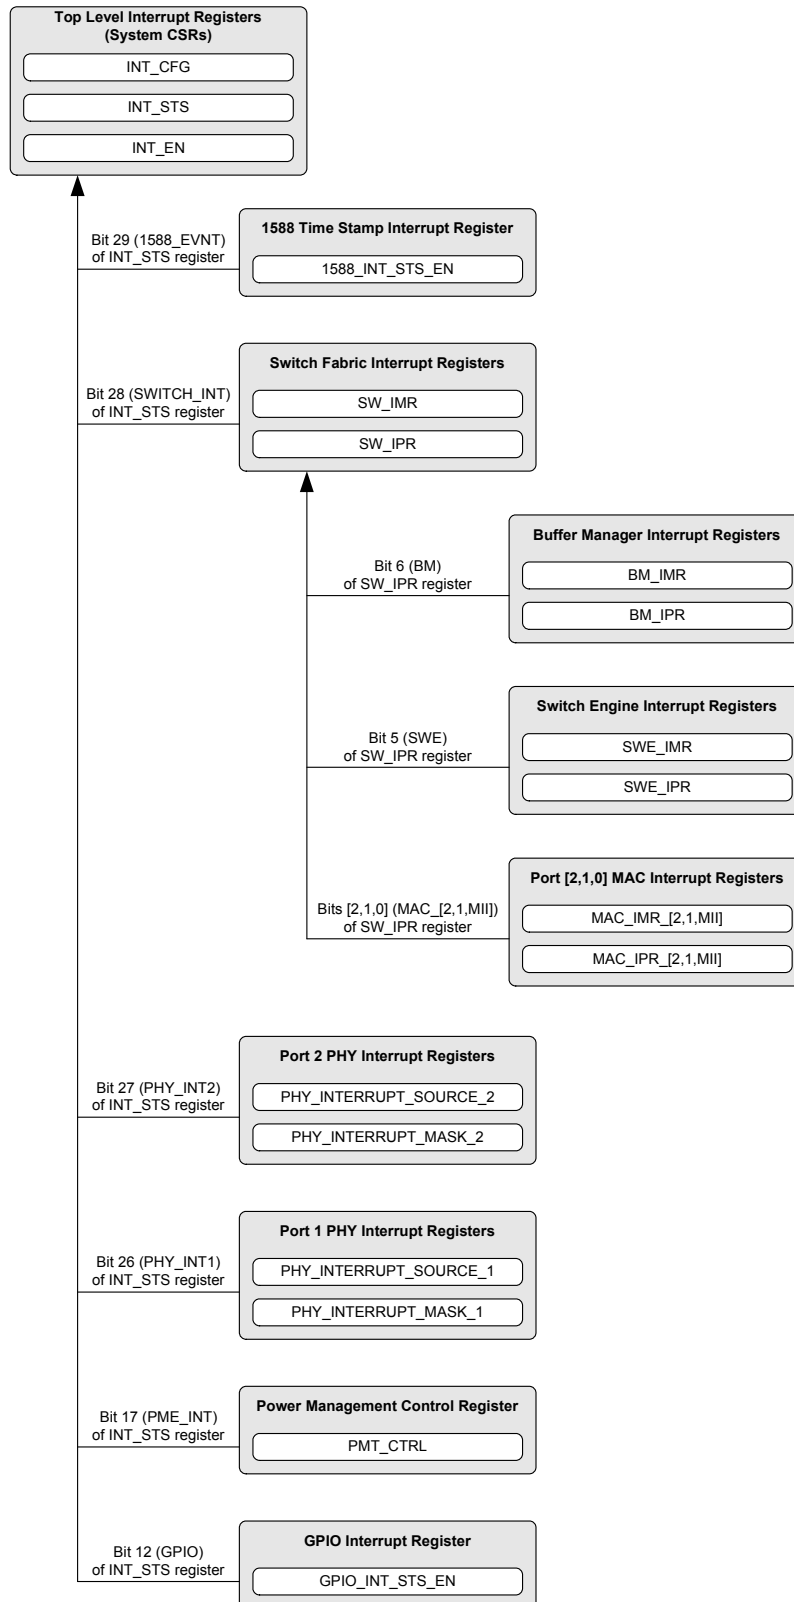 Top Level Interrupt Registers
(System CSRs)
INT_CFG
INT_STS
INT_EN
Bit 29 (1588_EVNT)
of INT_STS register
1588 Time Stamp Interrupt Register
1588_INT_STS_EN
Bit 28 (SWITCH_INT)
of INT_STS register
Switch Fabric Interrupt Registers
SW_IMR
SW_IPR
Bit 6 (BM)
of SW_IPR register
Buffer Manager Interrupt Registers
BM_IMR
BM_IPR
Bit 5 (SWE)
of SW_IPR register
Switch Engine Interrupt Registers
SWE_IMR
SWE_IPR
Bits [2,1,0] (MAC_[2,1,MII])
of SW_IPR register
Port [2,1,0] MAC Interrupt Registers
MAC_IMR_[2,1,MII]
MAC_IPR_[2,1,MII]
Bit 27 (PHY_INT2)
of INT_STS register
Port 2 PHY Interrupt Registers
PHY_INTERRUPT_SOURCE_2
PHY_INTERRUPT_MASK_2
Bit 26 (PHY_INT1)
of INT_STS register
Port 1 PHY Interrupt Registers
PHY_INTERRUPT_SOURCE_1
PHY_INTERRUPT_MASK_1
Bit 17 (PME_INT)
of INT_STS register
Power Management Control Register
PMT_CTRL
Bit 12 (GPIO)
of INT_STS register
GPIO Interrupt Register
GPIO_INT_STS_EN